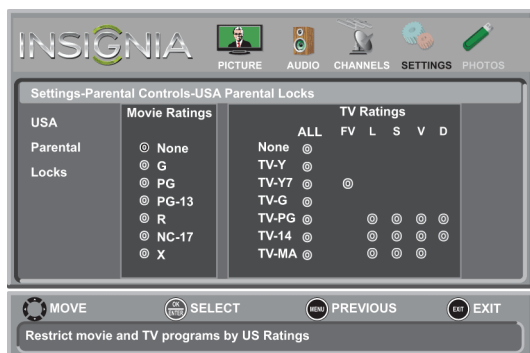 INSIGNIA
PICTURE AUDIO CHANNELS SETTINGS PHOTOS
Settings-Parental Controls-USA Parental Locks
USA
Parental
Locks
Movie Ratings
None
G
PG
PG-13
R
NC-17
X
TV Ratings
ALL FV L S V D
None
TV-Y
TV-Y7
TV-G
TV-PG
TV-14
TV-MA
MOVE OK ENTER SELECT MENU PREVIOUS EXIT EXIT
Restrict movie and TV programs by US Ratings